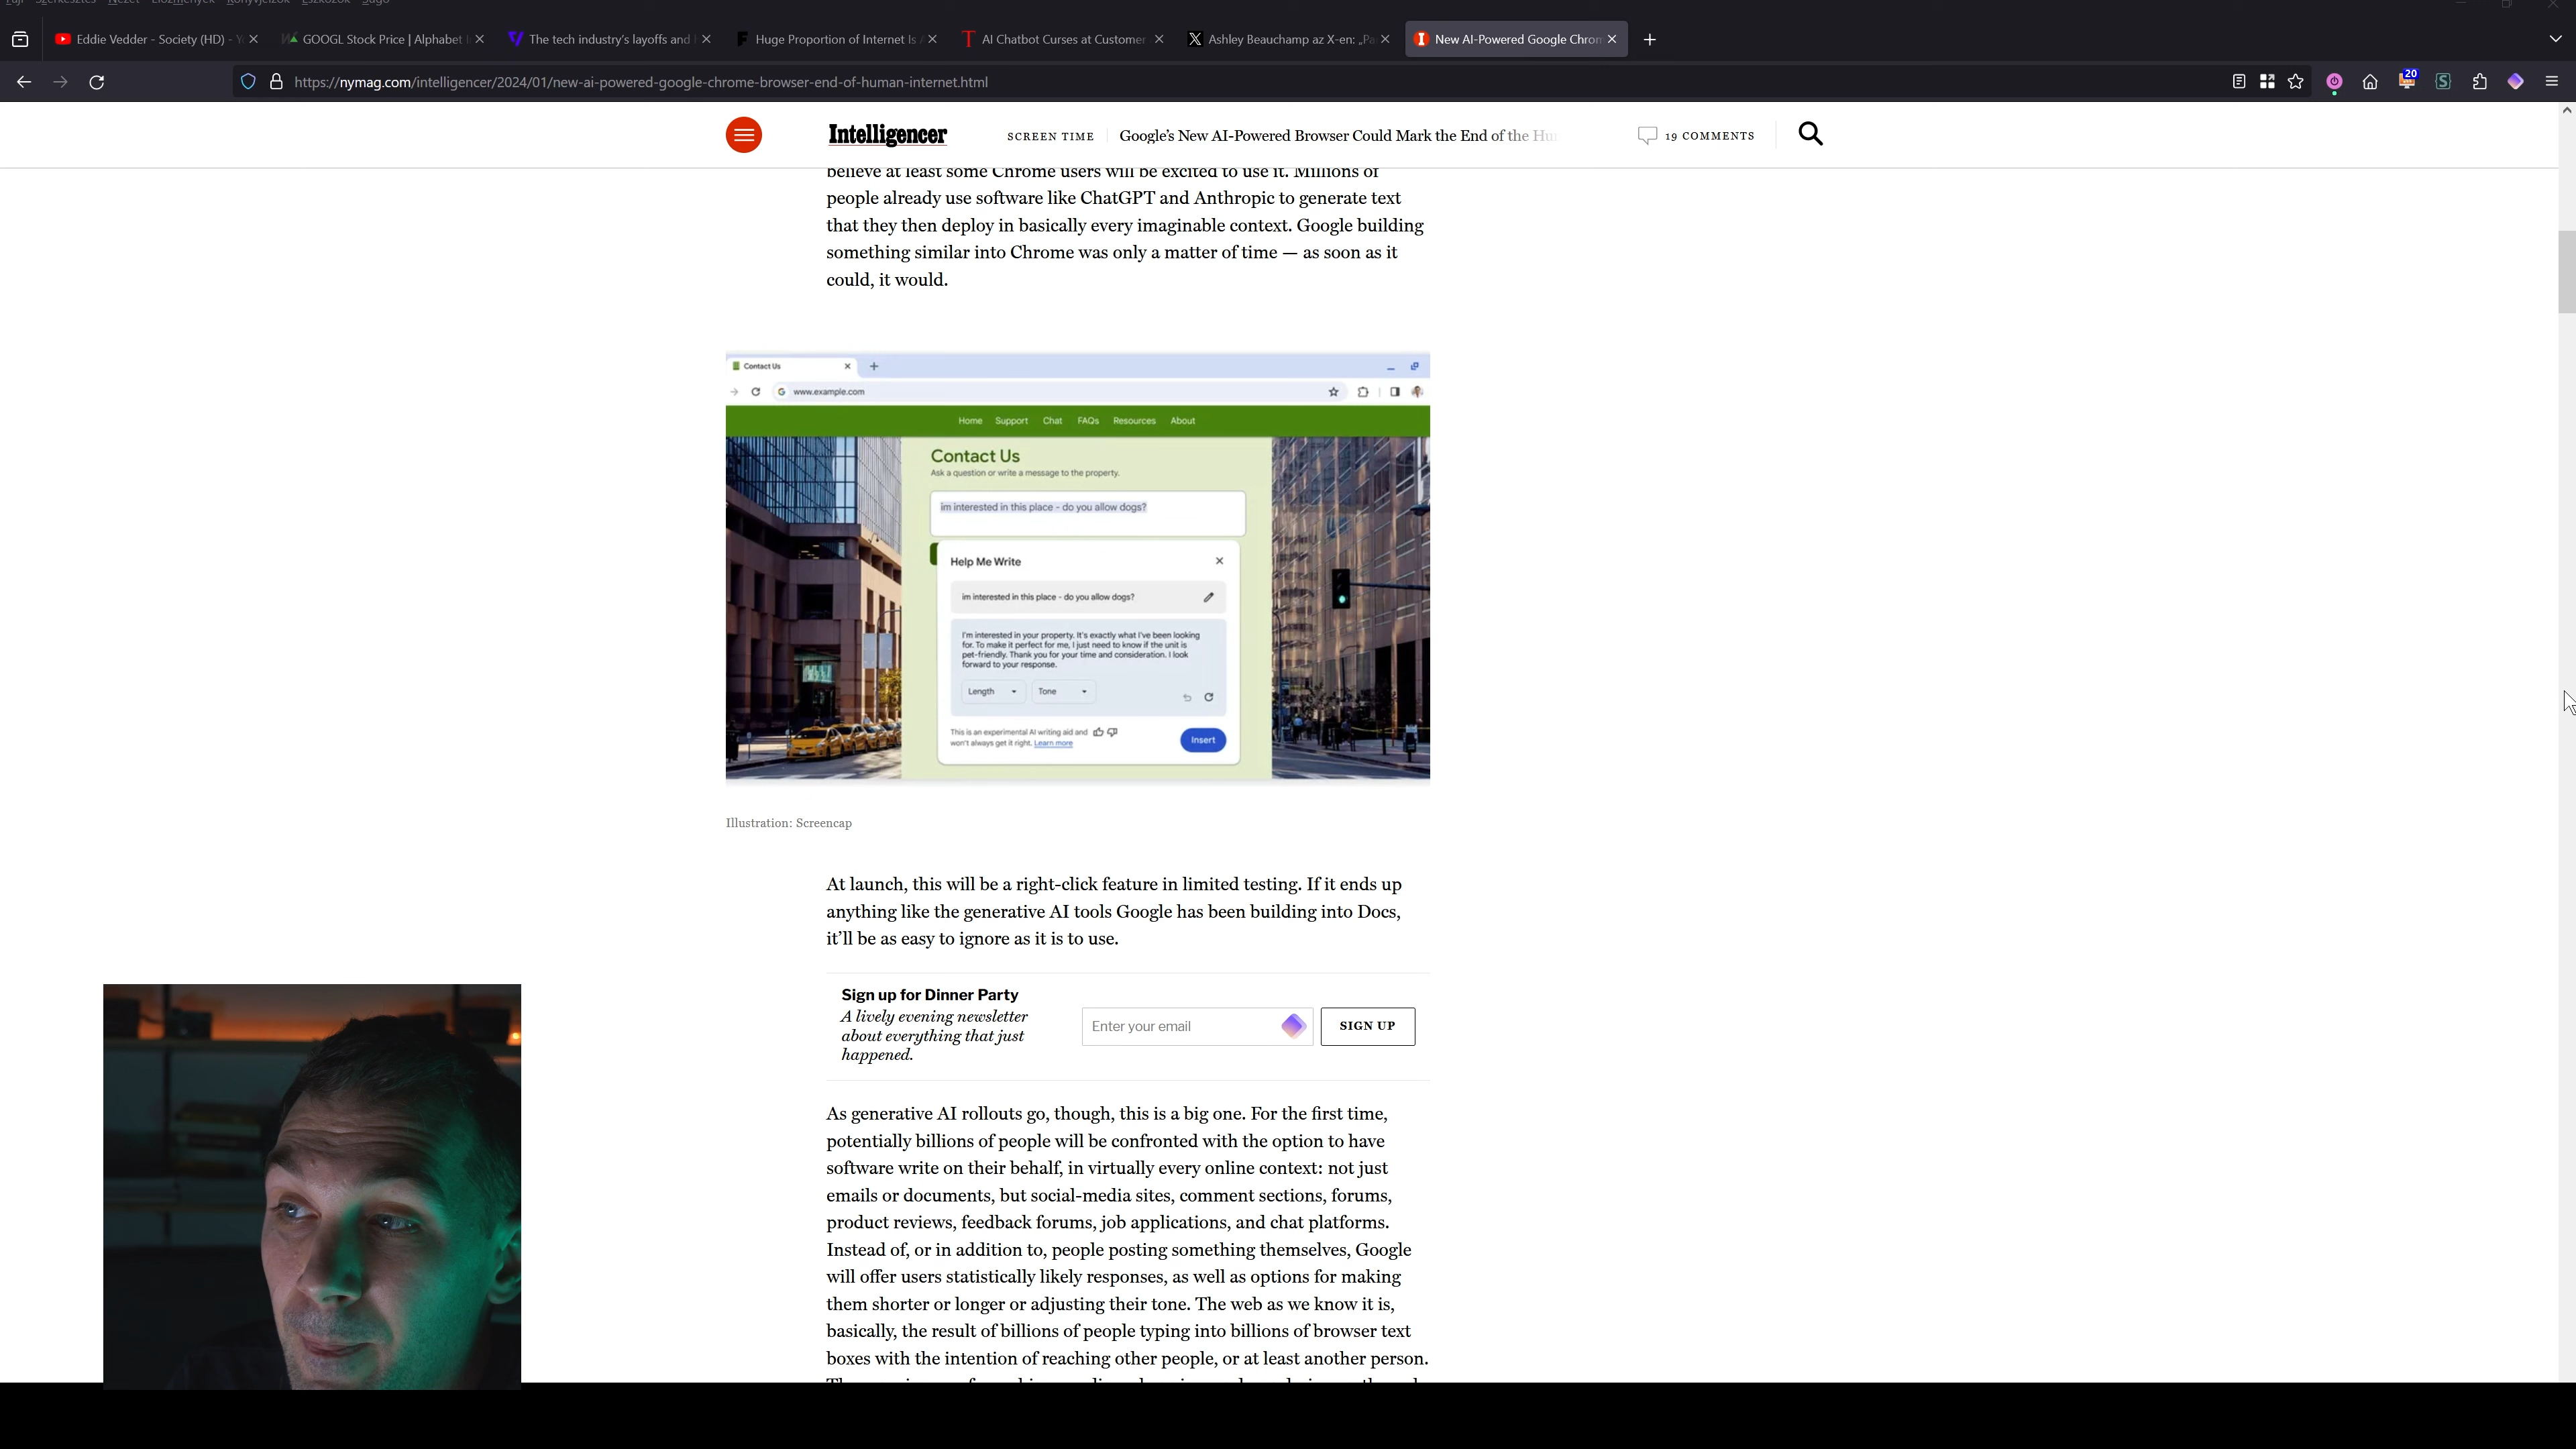 Eddie Vedder - Society (HD) - Y
GOOGL Stock Price | Alphabet I
The tech industry's layoffs and
Huge Proportion of Internet Is
AI Chatbot Curses at Customer
Ashley Beauchamp az X-en: „Pa
New AI-Powered Google Chrom
https://nymag.com/intelligencer/2024/01/new-ai-powered-google-chrome-browser-end-of-human-internet.html
20
Intelligencer
SCREEN TIME
Google's New AI-Powered Browser Could Mark the End of the Hu
19 COMMENTS
believe at least some Chrome users will be excited to use it. Millions of
people already use software like ChatGPT and Anthropic to generate text
that they then deploy in basically every imaginable context. Google building
something similar into Chrome was only a matter of time — as soon as it
could, it would.
Contact Us
www.example.com
Home Support Chat FAQs Resources About
Contact Us
Ask a question or write a message to the property.
im interested in this place - do you allow dogs?
Help Me Write
im interested in this place - do you allow dogs?
I'm interested in your property. It's exactly what I've been looking
for. To make it perfect for me, I just need to know if the unit is
pet-friendly. Thank you for your time and consideration. I look
forward to your response.
Length
Tone
This is an experimental AI writing aid and
won't always get it right. Learn more
Insert
Illustration: Screencap
At launch, this will be a right-click feature in limited testing. If it ends up
anything like the generative AI tools Google has been building into Docs,
it'll be as easy to ignore as it is to use.
Sign up for Dinner Party
A lively evening newsletter
about everything that just
happened.
Enter your email
SIGN UP
As generative AI rollouts go, though, this is a big one. For the first time,
potentially billions of people will be confronted with the option to have
software write on their behalf, in virtually every online context: not just
emails or documents, but social-media sites, comment sections, forums,
product reviews, feedback forums, job applications, and chat platforms.
Instead of, or in addition to, people posting something themselves, Google
will offer users statistically likely responses, as well as options for making
them shorter or longer or adjusting their tone. The web as we know it is,
basically, the result of billions of people typing into billions of browser text
boxes with the intention of reaching other people, or at least another person.